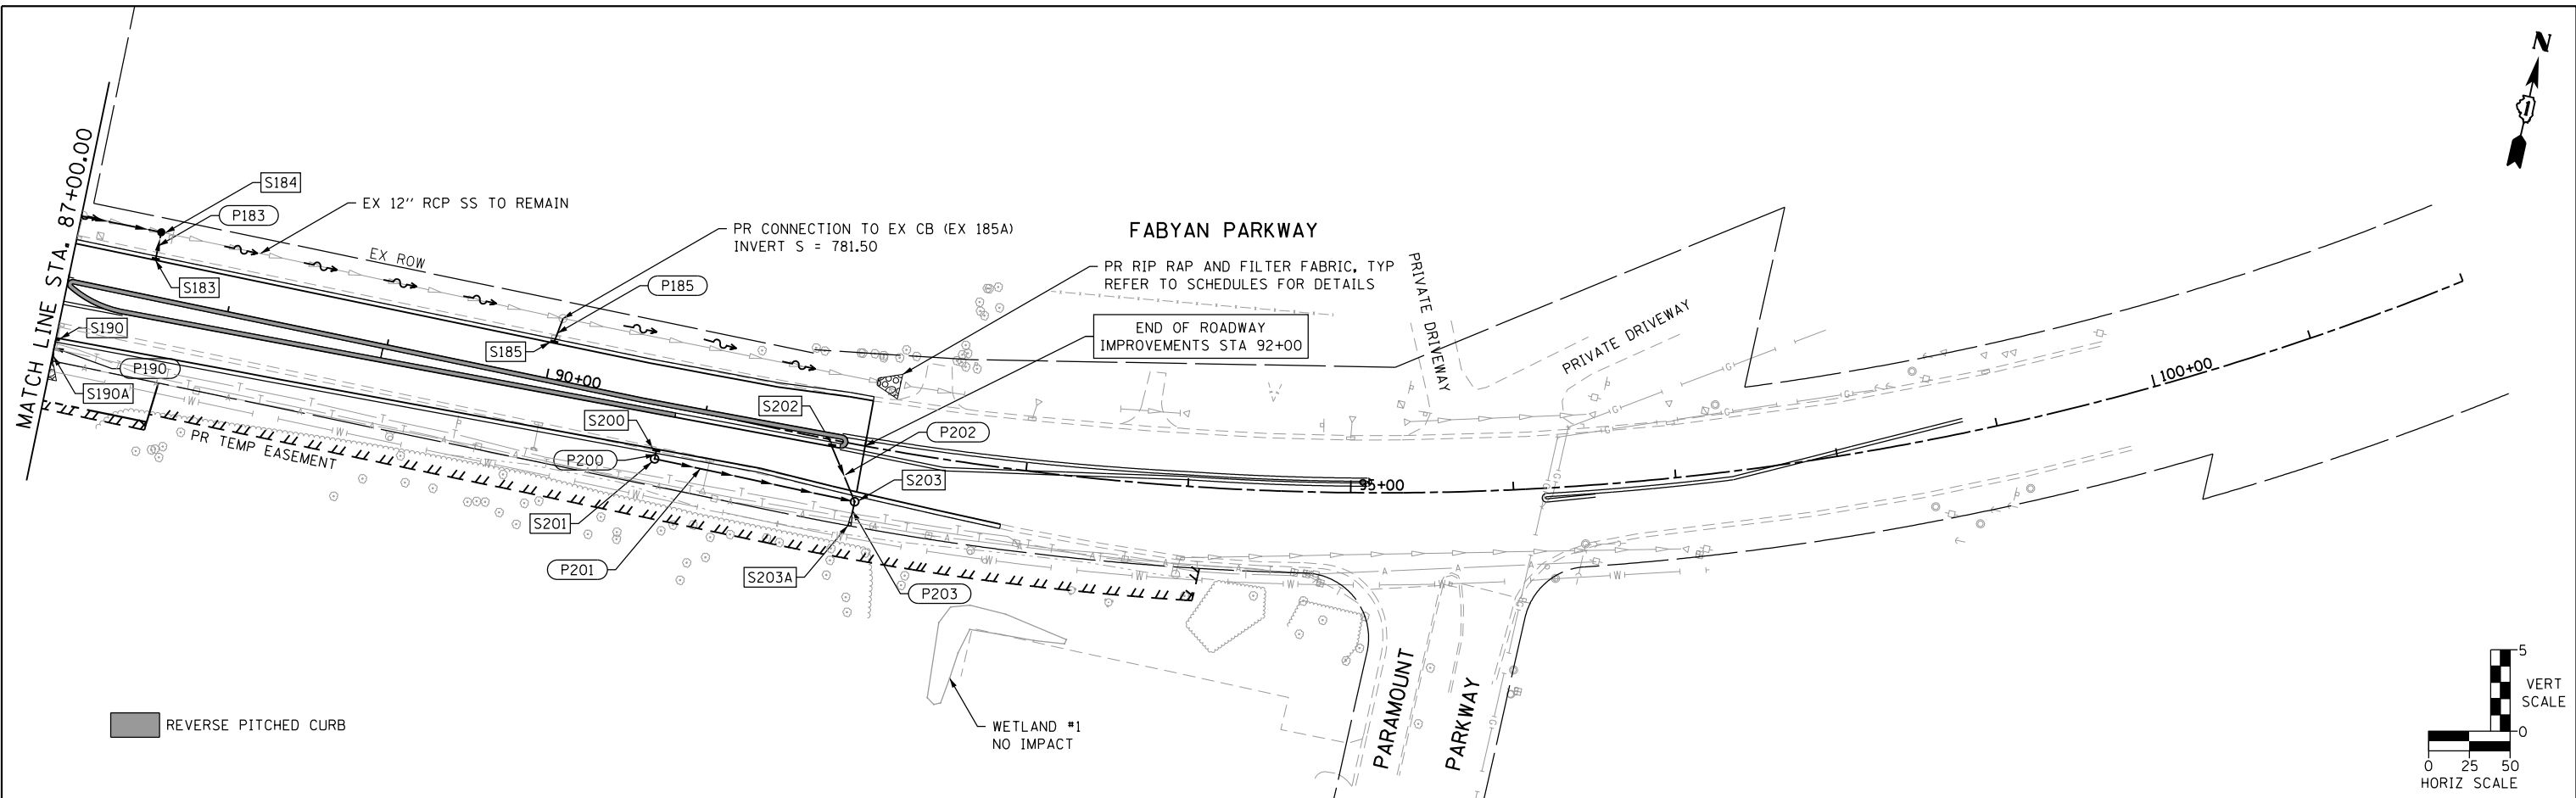 N
1
MATCH LINE STA. 87+00.00
S184
P183
EX 12" RCP SS TO REMAIN
PR CONNECTION TO EX CB (EX 185A)
INVERT S = 781.50
FABYAN PARKWAY
EX ROW
PR RIP RAP AND FILTER FABRIC, TYP
REFER TO SCHEDULES FOR DETAILS
PRIVATE DRIVEWAY
PRIVATE DRIVEWAY
S183
P185
S190
END OF ROADWAY
IMPROVEMENTS STA 92+00
S185
P190
90+00
100+00
S190A
S202
S200
P202
PR TEMP EASEMENT
P200
S203
95+00
S201
P201
S203A
P203
PARAMOUNT
PARKWAY
WETLAND #1
NO IMPACT
REVERSE PITCHED CURB
5
VERT
SCALE
0
0 25 50
HORIZ SCALE